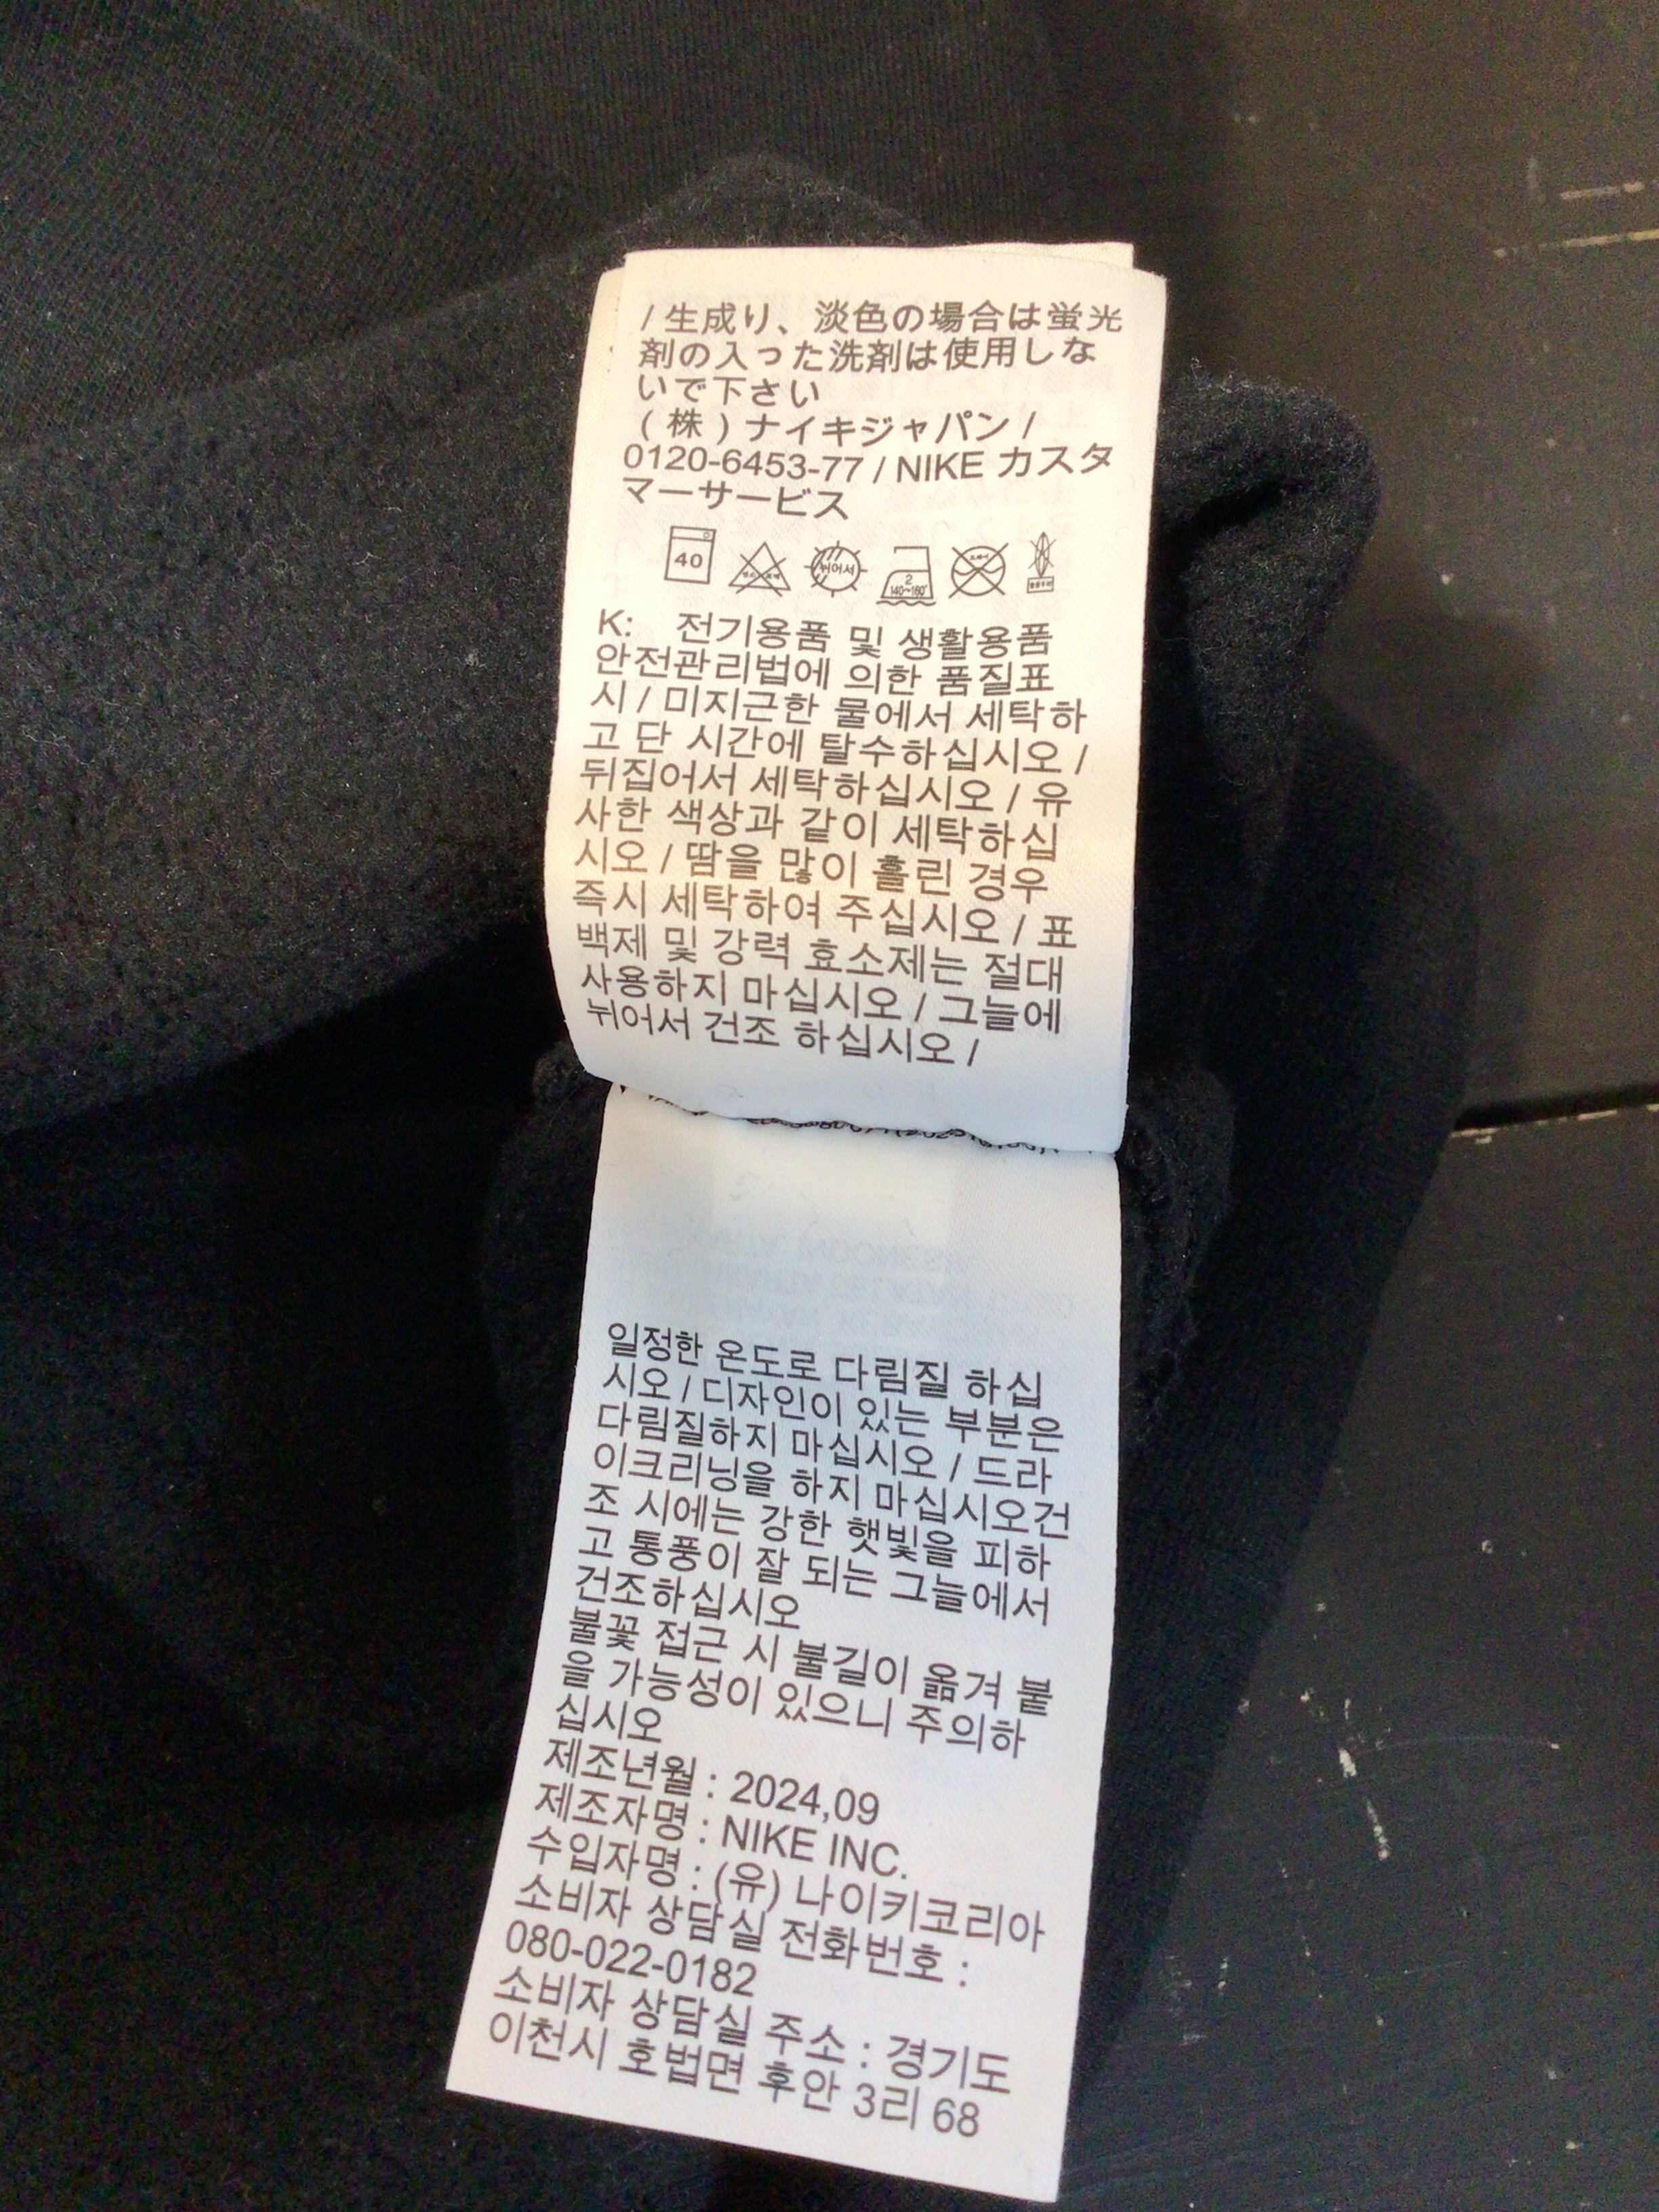 / 生成り、淡色の場合は蛍光
剤の入った洗剤は使用しな
いで下さい
(株) ナイキジャパン /
0120-6453-77 / NIKE カスタ
マーサービス
40
뉘어서
2
140~160°
K: 전기용품 및 생활용품
안전관리법에 의한 품질표
시 / 미지근한 물에서 세탁하
고 단 시간에 탈수하십시오 /
뒤집어서 세탁하십시오 / 유
사한 색상과 같이 세탁하십
시오 / 땀을 많이 흘린 경우
즉시 세탁하여 주십시오 / 표
백제 및 강력 효소제는 절대
사용하지 마십시오 / 그늘에
뉘어서 건조 하십시오 /
일정한 온도로 다림질 하십
시오 / 디자인이 있는 부분은
다림질하지 마십시오 / 드라
이크리닝을 하지 마십시오건
조 시에는 강한 햇빛을 피하
고 통풍이 잘 되는 그늘에서
건조하십시오
불꽃 접근 시 불길이 옮겨 붙
을 가능성이 있으니 주의하
십시오
제조년월 : 2024,09
제조자명 : NIKE INC.
수입자명 : (유) 나이키코리아
소비자 상담실 전화번호 :
080-022-0182
소비자 상담실 주소 : 경기도
이천시 호법면 후안 3리 68